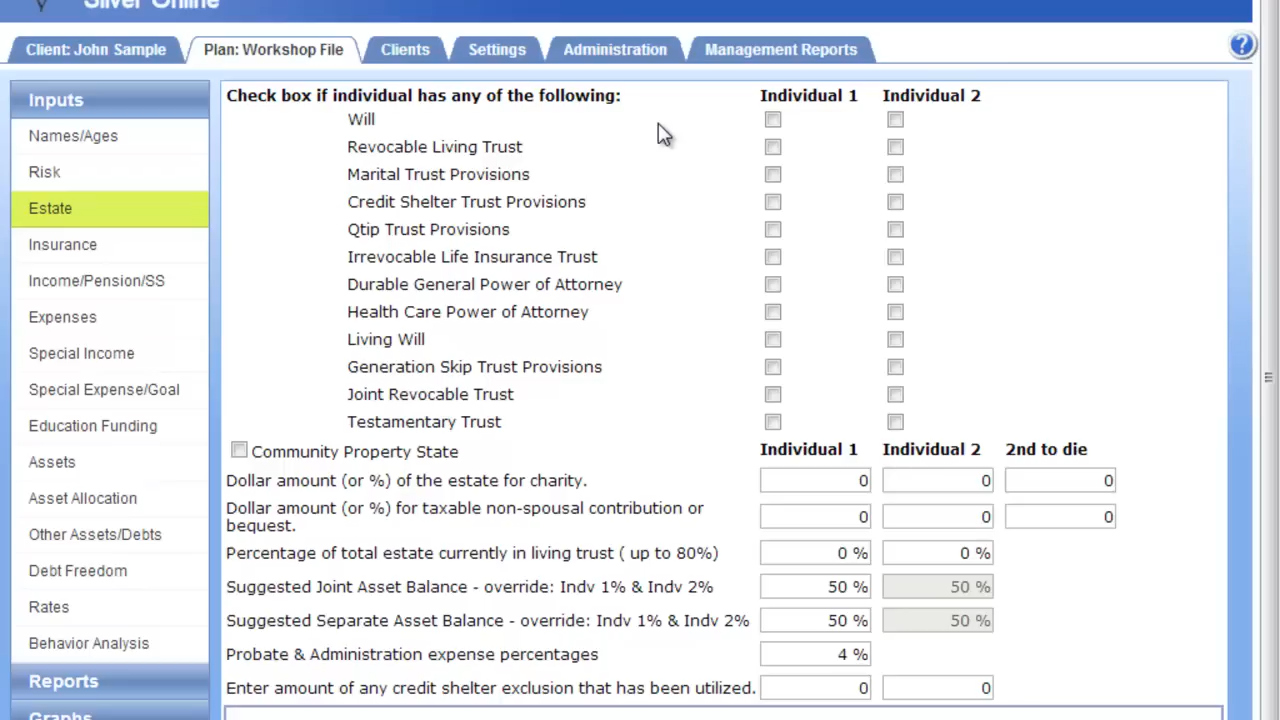 Silver Online
Client: John Sample
Plan: Workshop File
Clients
Settings
Administration
Management Reports
?
Inputs
Names/Ages
Risk
Estate
Insurance
Income/Pension/SS
Expenses
Special Income
Special Expense/Goal
Education Funding
Assets
Asset Allocation
Other Assets/Debts
Debt Freedom
Rates
Behavior Analysis
Reports
Graphs
Check box if individual has any of the following: Individual 1 Individual 2
Will
Revocable Living Trust
Marital Trust Provisions
Credit Shelter Trust Provisions
Qtip Trust Provisions
Irrevocable Life Insurance Trust
Durable General Power of Attorney
Health Care Power of Attorney
Living Will
Generation Skip Trust Provisions
Joint Revocable Trust
Testamentary Trust
Community Property State Individual 1 Individual 2 2nd to die
Dollar amount (or %) of the estate for charity. 0 0 0
Dollar amount (or %) for taxable non-spousal contribution or
bequest. 0 0 0
Percentage of total estate currently in living trust ( up to 80%) 0 % 0 %
Suggested Joint Asset Balance - override: Indv 1% & Indv 2% 50 % 50 %
Suggested Separate Asset Balance - override: Indv 1% & Indv 2% 50 % 50 %
Probate & Administration expense percentages 4 %
Enter amount of any credit shelter exclusion that has been utilized. 0 0